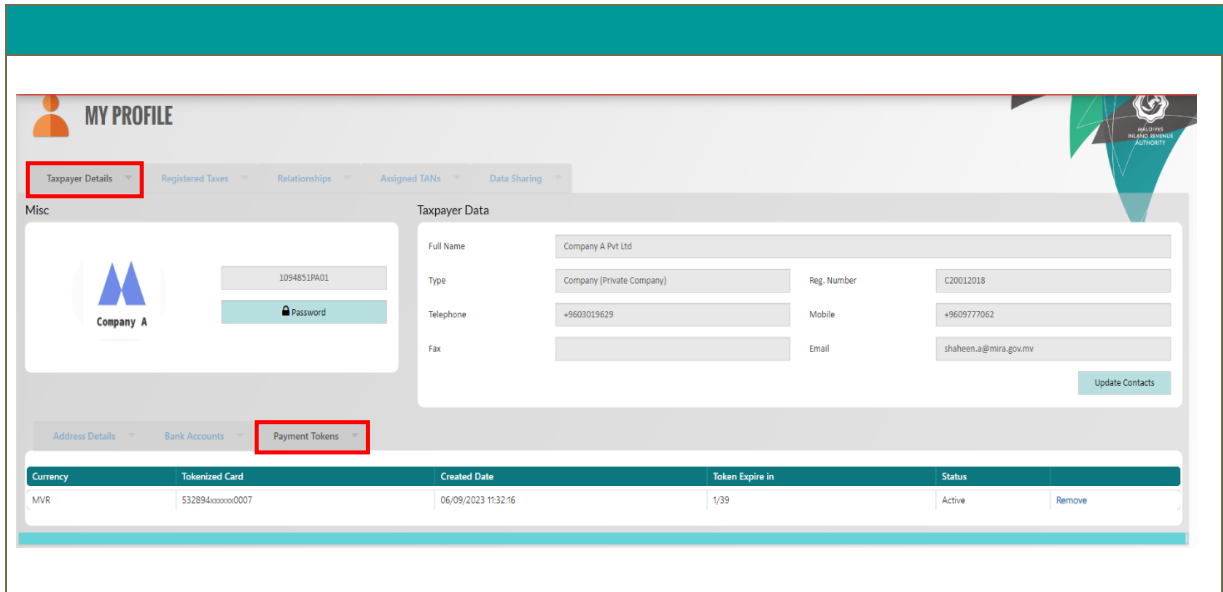 MY PROFILE
MALDIVES
INLAND REVENUE
AUTHORITY
Taxpayer Details Registered Taxes Relationships Assigned TANs Data Sharing
Misc Taxpayer Data
Full Name Company A Pvt Ltd
1094851PA01 Type Company (Private Company) Reg. Number C20012018
Password Telephone +9603019629 Mobile +9609777062
Company A
Fax Email shaheen.a@mira.gov.mv
Update Contacts
Address Details Bank Accounts Payment Tokens
Currency Tokenized Card Created Date Token Expire in Status
MVR 532894xxxxxx0007 06/09/2023 11:32:16 1/39 Active Remove